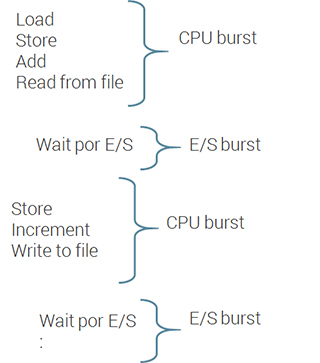 Load
Store
Add
Read from file
CPU burst
Wait por E/S
E/S burst
Store
Increment
Write to file
CPU burst
Wait por E/S
:
E/S burst